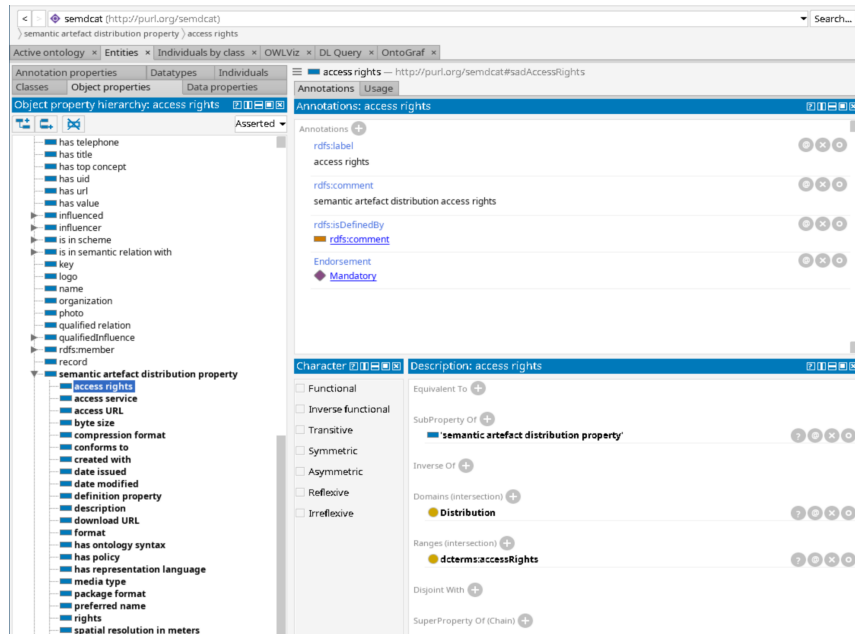 semdcat (http://purl.org/semdcat)
Search...
semantic artefact distribution property
access rights
Active ontology × Entities × Individuals by class × OWLViz × DL Query × OntoGraf ×
Annotation properties Datatypes Individuals
Classes Object properties Data properties
Object property hierarchy: access rights
Asserted
has telephone
has title
has top concept
has uid
has url
has value
influenced
influencer
is in scheme
is in semantic relation with
key
logo
name
organization
photo
qualified relation
qualifiedInfluence
rdfs:member
record
semantic artefact distribution property
access rights
access service
access URL
byte size
compression format
conforms to
created with
date issued
date modified
definition property
description
download URL
format
has ontology syntax
has policy
has representation language
media type
package format
preferred name
rights
spatial resolution in meters
access rights — http://purl.org/semdcat#sadAccessRights
Annotations Usage
Annotations: access rights
Annotations
rdfs:label
access rights
rdfs:comment
semantic artefact distribution access rights
rdfs:isDefinedBy
rdfs:comment
Endorsement
Mandatory
Character
Functional
Inverse functional
Transitive
Symmetric
Asymmetric
Reflexive
Irreflexive
Description: access rights
Equivalent To
SubProperty Of
'semantic artefact distribution property'
Inverse Of
Domains (intersection)
Distribution
Ranges (intersection)
dcterms:accessRights
Disjoint With
SuperProperty Of (Chain)